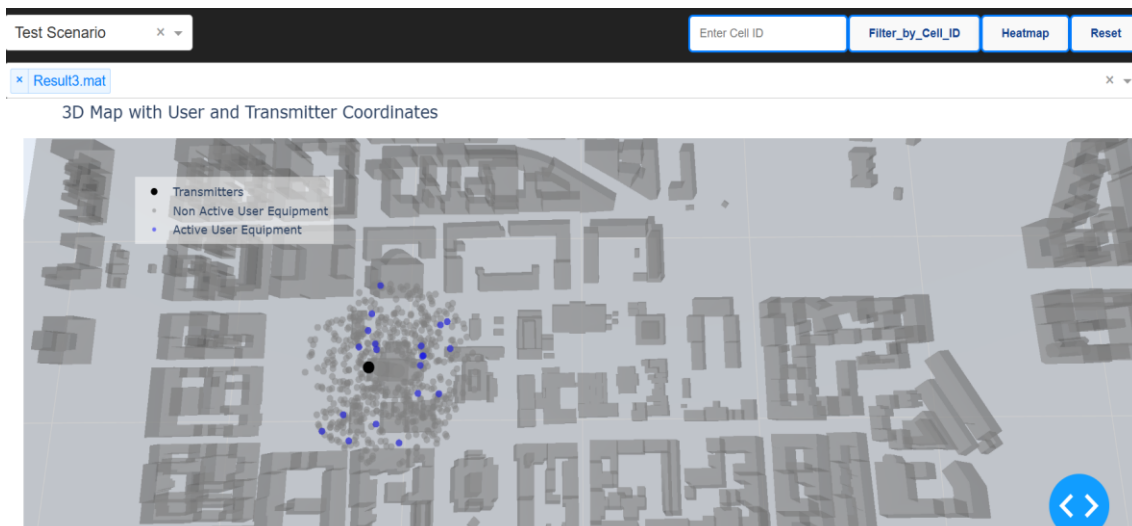 Test Scenario
Enter Cell ID
Filter_by_Cell_ID
Heatmap
Reset
× Result3.mat
3D Map with User and Transmitter Coordinates
Transmitters
Non Active User Equipment
Active User Equipment